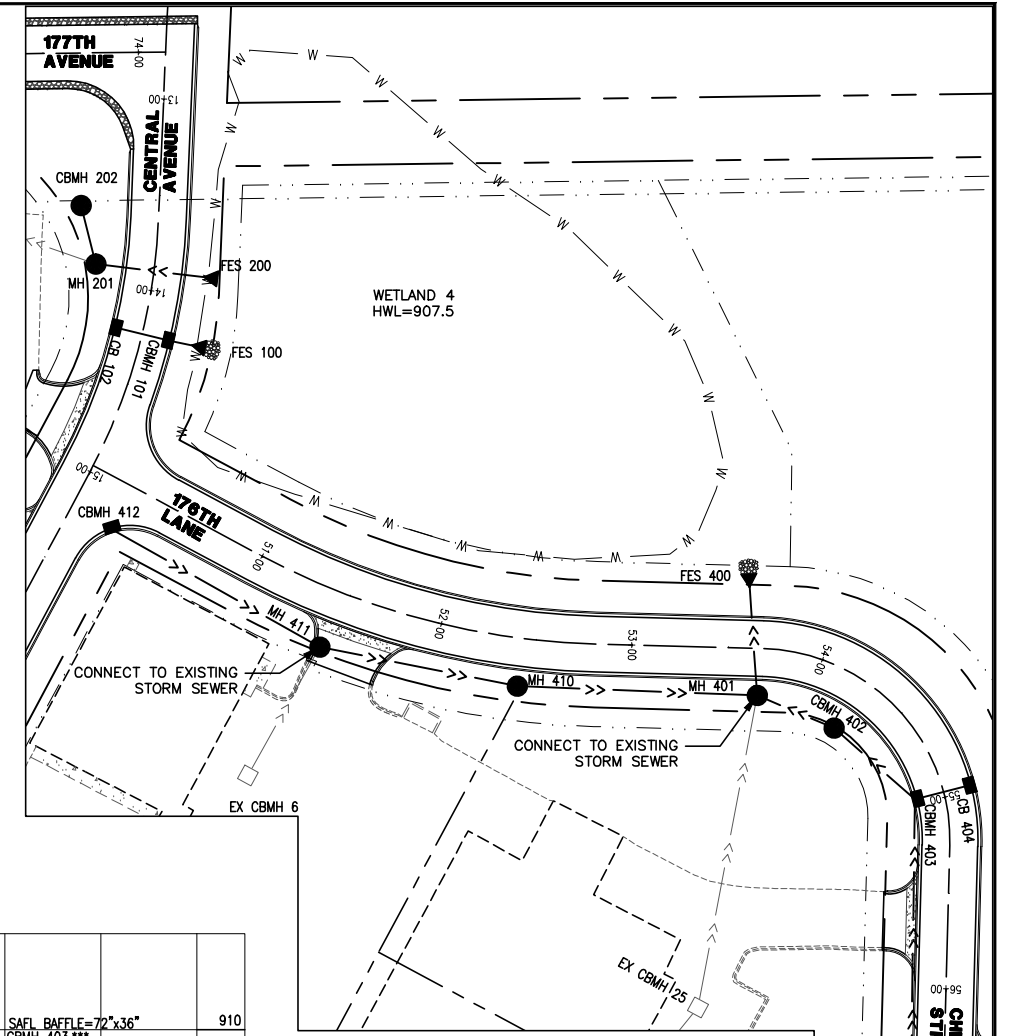 177TH
AVENUE
74+00
13+00
CENTRAL
AVENUE
CBMH 202
MH 201
FES 200
14+00
WETLAND 4
HWL=907.5
CB 102
CBMH 101
FES 100
15+00
176TH
LANE
CBMH 412
51+00
FES 400
MH 411
52+00
53+00
54+00
CONNECT TO EXISTING
STORM SEWER
MH 410
MH 401
CBMH 402
CONNECT TO EXISTING
STORM SEWER
EX CBMH 6
55+00
CB 404
CBMH 403
EX CBMH 25
56+00
SAFL BAFFLE=72"x36"
910
CBMH 403 ***
W W W W W W W W W W W W W W W W W W W W W W W